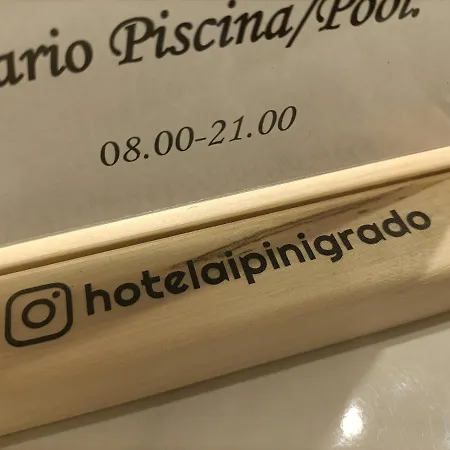 ario Piscina/Pool:
08.00-21.00
hotelaipinigrado